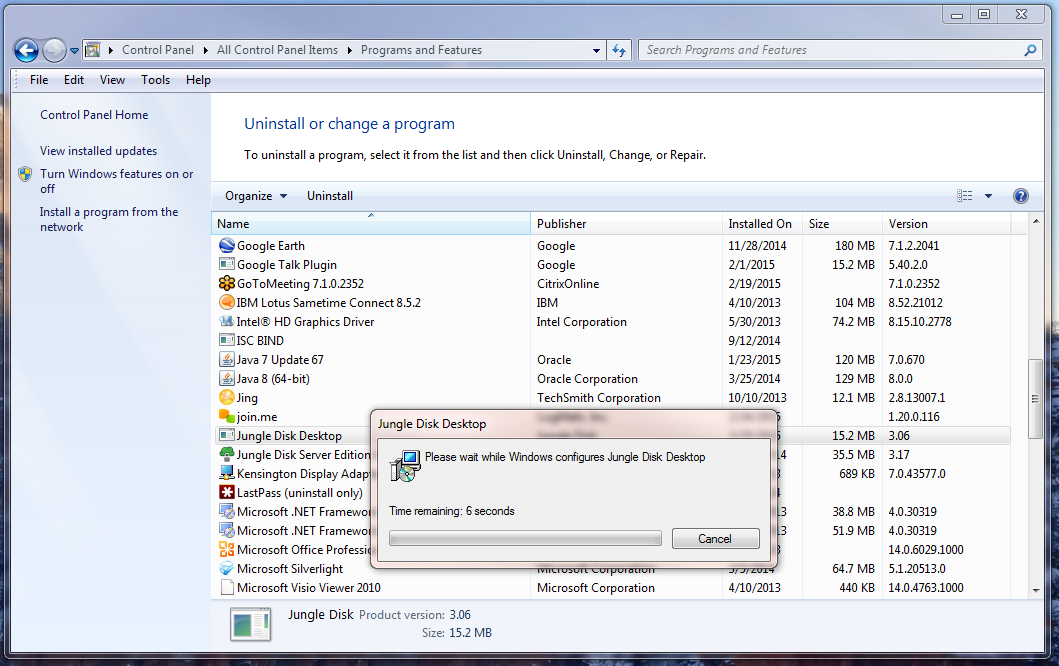 Control Panel ▸ All Control Panel Items ▸ Programs and Features
Search Programs and Features
File Edit View Tools Help
Control Panel Home
View installed updates
Turn Windows features on or
off
Install a program from the
network
Uninstall or change a program
To uninstall a program, select it from the list and then click Uninstall, Change, or Repair.
Organize Uninstall
Name Publisher Installed On Size Version
Google Earth Google 11/28/2014 180 MB 7.1.2.2041
Google Talk Plugin Google 2/1/2015 15.2 MB 5.40.2.0
GoToMeeting 7.1.0.2352 CitrixOnline 2/19/2015 7.1.0.2352
IBM Lotus Sametime Connect 8.5.2 IBM 4/10/2013 104 MB 8.52.21012
Intel® HD Graphics Driver Intel Corporation 5/30/2013 74.2 MB 8.15.10.2778
ISC BIND 9/12/2014
Java 7 Update 67 Oracle 1/23/2015 120 MB 7.0.670
Java 8 (64-bit) Oracle Corporation 3/25/2014 129 MB 8.0.0
Jing TechSmith Corporation 10/10/2013 12.1 MB 2.8.13007.1
join.me 1.20.0.116
Jungle Disk Desktop 15.2 MB 3.06
Jungle Disk Server Edition 35.5 MB 3.17
Kensington Display Adap 689 KB 7.0.43577.0
LastPass (uninstall only)
Microsoft .NET Framewo 38.8 MB 4.0.30319
Microsoft .NET Framewo 51.9 MB 4.0.30319
Microsoft Office Professi 14.0.6029.1000
Microsoft Silverlight Microsoft Corporation 3/5/2014 64.7 MB 5.1.20513.0
Microsoft Visio Viewer 2010 Microsoft Corporation 4/10/2013 440 KB 14.0.4763.1000
Jungle Disk Desktop
Please wait while Windows configures Jungle Disk Desktop
Time remaining: 6 seconds
Cancel
Jungle Disk Product version: 3.06
Size: 15.2 MB